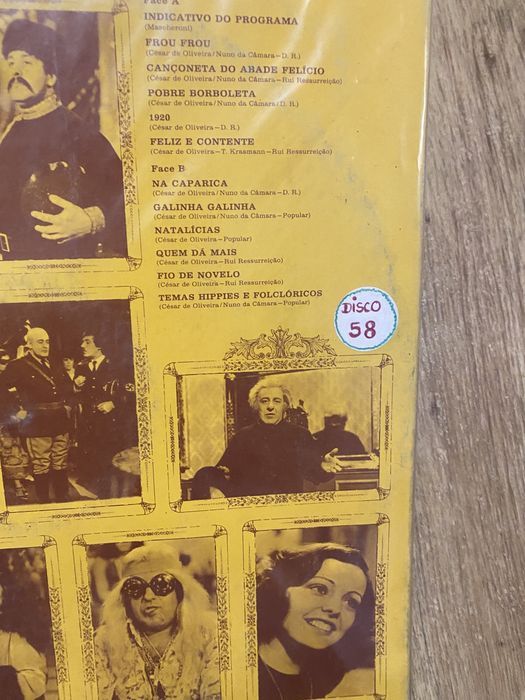 Face A
INDICATIVO DO PROGRAMA
(Mascheroni)
FROU FROU
(César de Oliveira/Nuno da Câmara-D. R.)
CANÇONETA DO ABADE FELÍCIO
(César de Oliveira/Nuno da Câmara-Rui Ressurreição)
POBRE BORBOLETA
(César de Oliveira/Nuno da Câmara/D. R.)
1920
(César de Oliveira-D. R.)
FELIZ E CONTENTE
(César de Oliveira-T. Krasmann-Rui Ressurreição)
Face B
NA CAPARICA
(César de Oliveira/Nuno da Câmara-D. R.)
GALINHA GALINHA
(César de Oliveira/Nuno da Câmara-Popular)
NATALÍCIAS
(César de Oliveira-Popular)
QUEM DÁ MAIS
(César de Oliveira-Rui Ressurreição)
FIO DE NOVELO
(César de Oliveira-Rui Ressurreição)
TEMAS HIPPIES E FOLCLÓRICOS
(César de Oliveira/Nuno da Câmara-Popular)
DISCO
58